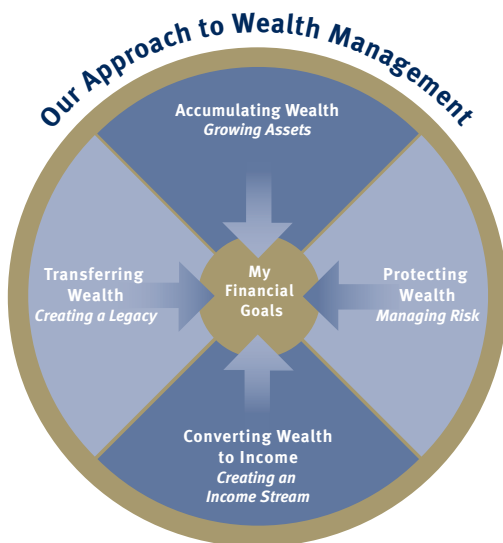 Our Approach to Wealth Management
Accumulating Wealth
Growing Assets
Transferring
Wealth
Creating a Legacy
My
Financial
Goals
Protecting
Wealth
Managing Risk
Converting Wealth
to Income
Creating an
Income Stream